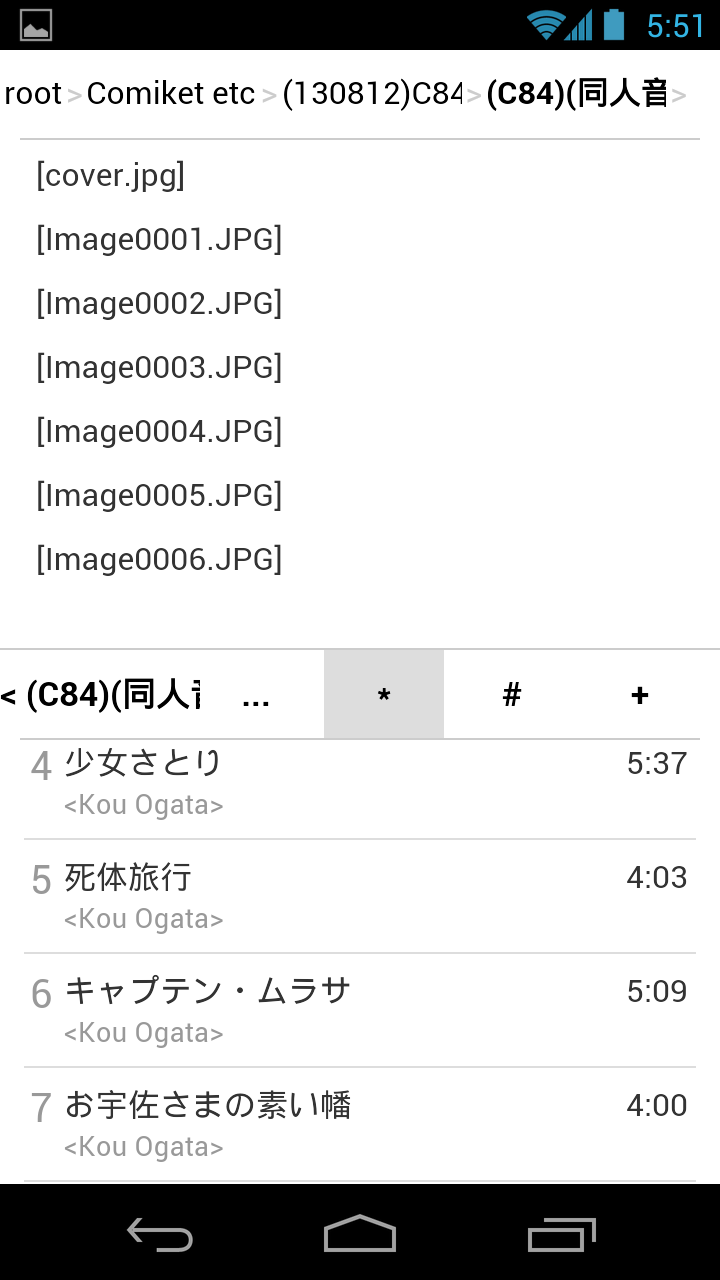 5:51
root > Comiket etc > (130812)C84 > (C84)(同人音 >
[cover.jpg]
[Image0001.JPG]
[Image0002.JPG]
[Image0003.JPG]
[Image0004.JPG]
[Image0005.JPG]
[Image0006.JPG]
< (C84)(同人音 ... * # +
4 少女さとり 5:37
<Kou Ogata>
5 死体旅行 4:03
<Kou Ogata>
6 キャプテン・ムラサ 5:09
<Kou Ogata>
7 お宇佐さまの素い幡 4:00
<Kou Ogata>